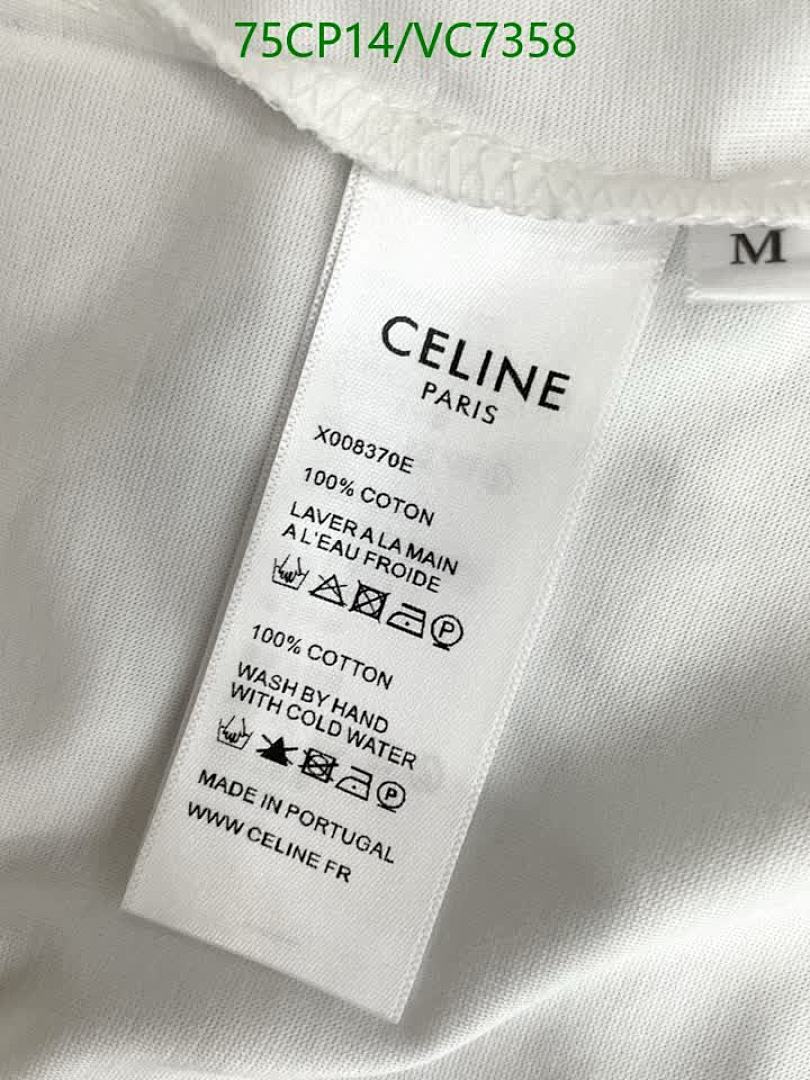 75CP14/VC7358
M
CELINE
PARIS
X008370E
100% COTON
LAVER A LA MAIN
A L'EAU FROIDE
P
100% COTTON
WASH BY HAND
WITH COLD WATER
P
MADE IN PORTUGAL
WWW CELINE FR